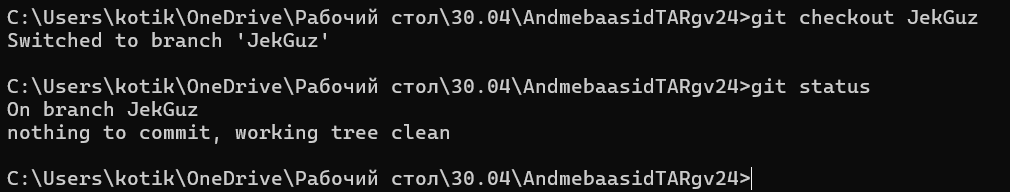 C:\Users\kotik\OneDrive\Рабочий стол\30.04\AndmebaasidTARgv24>git checkout JekGuz
Switched to branch 'JekGuz'
C:\Users\kotik\OneDrive\Рабочий стол\30.04\AndmebaasidTARgv24>git status
On branch JekGuz
nothing to commit, working tree clean
C:\Users\kotik\OneDrive\Рабочий стол\30.04\AndmebaasidTARgv24>